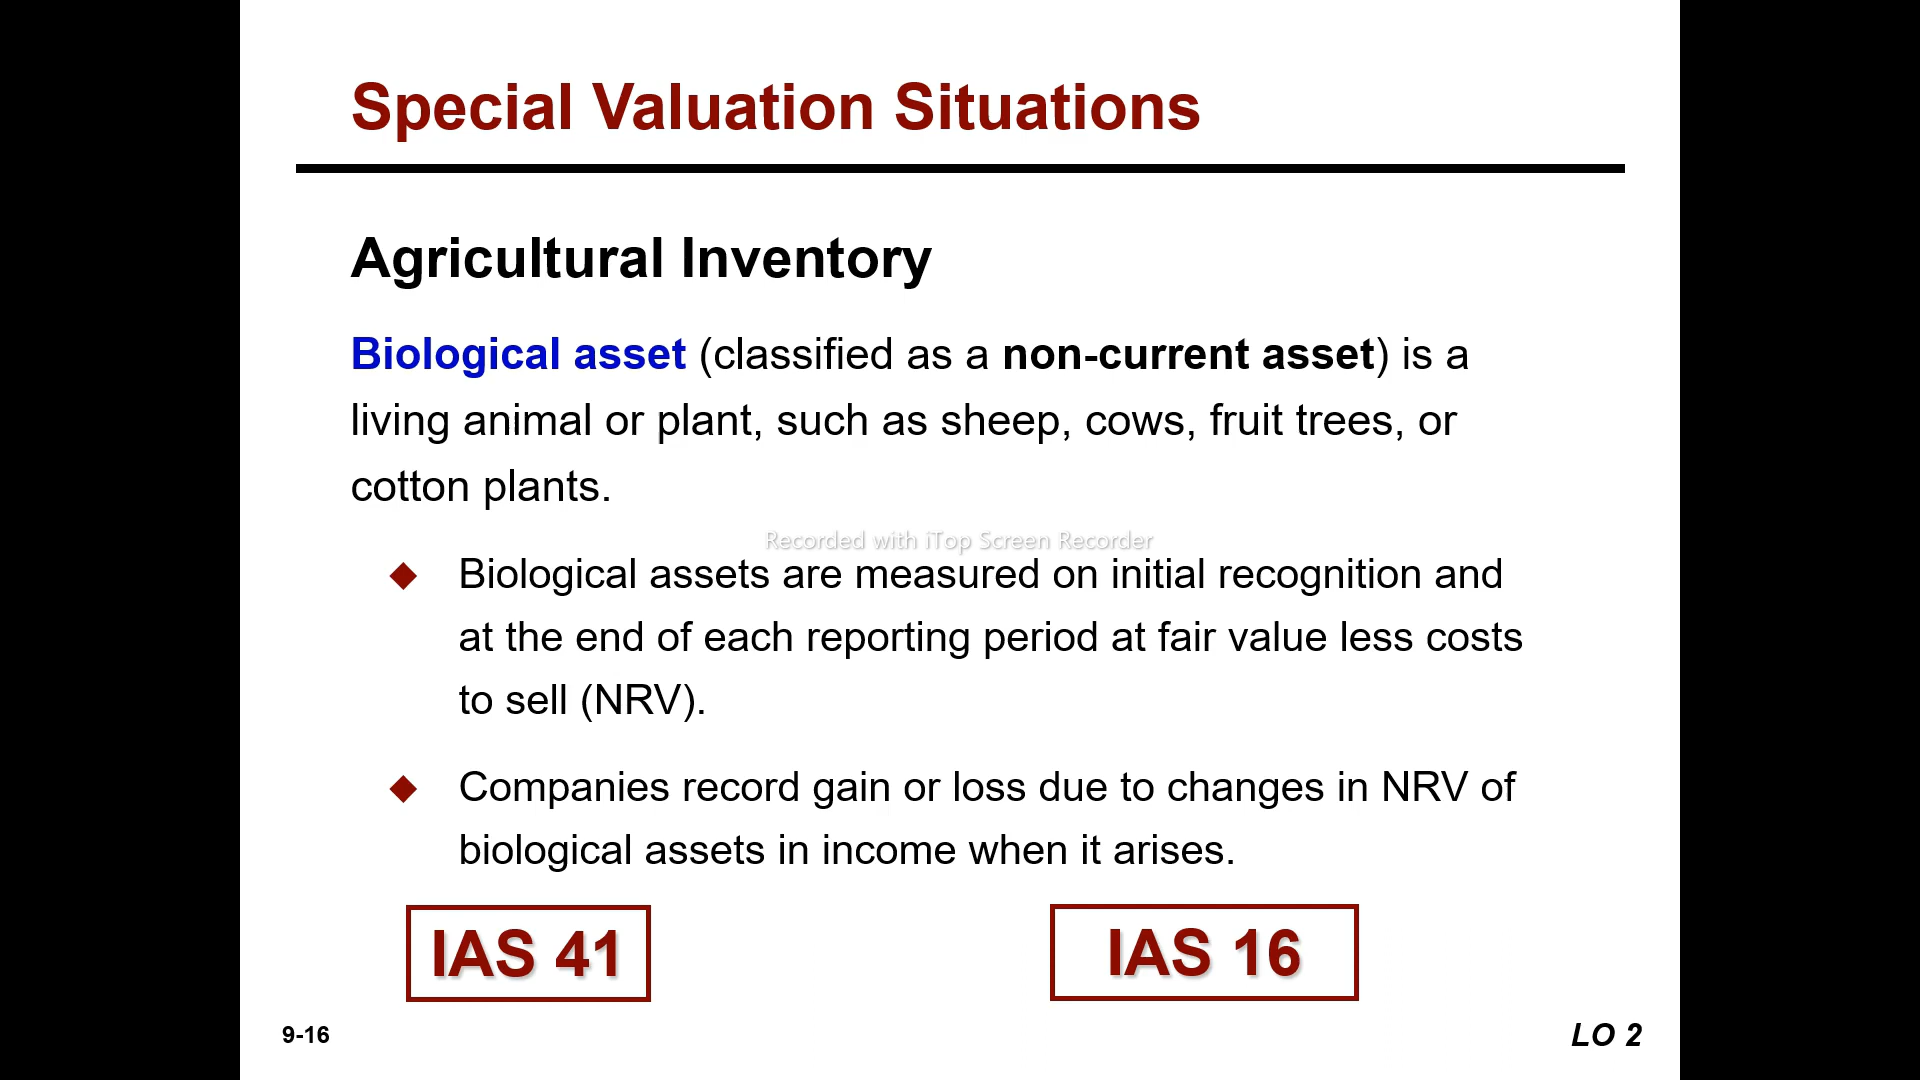 Special Valuation Situations
Agricultural Inventory
Biological asset (classified as a non-current asset) is a
living animal or plant, such as sheep, cows, fruit trees, or
cotton plants.
Recorded with iTop Screen Recorder
◆ Biological assets are measured on initial recognition and
at the end of each reporting period at fair value less costs
to sell (NRV).
◆ Companies record gain or loss due to changes in NRV of
biological assets in income when it arises.
IAS 41
IAS 16
9-16
LO 2